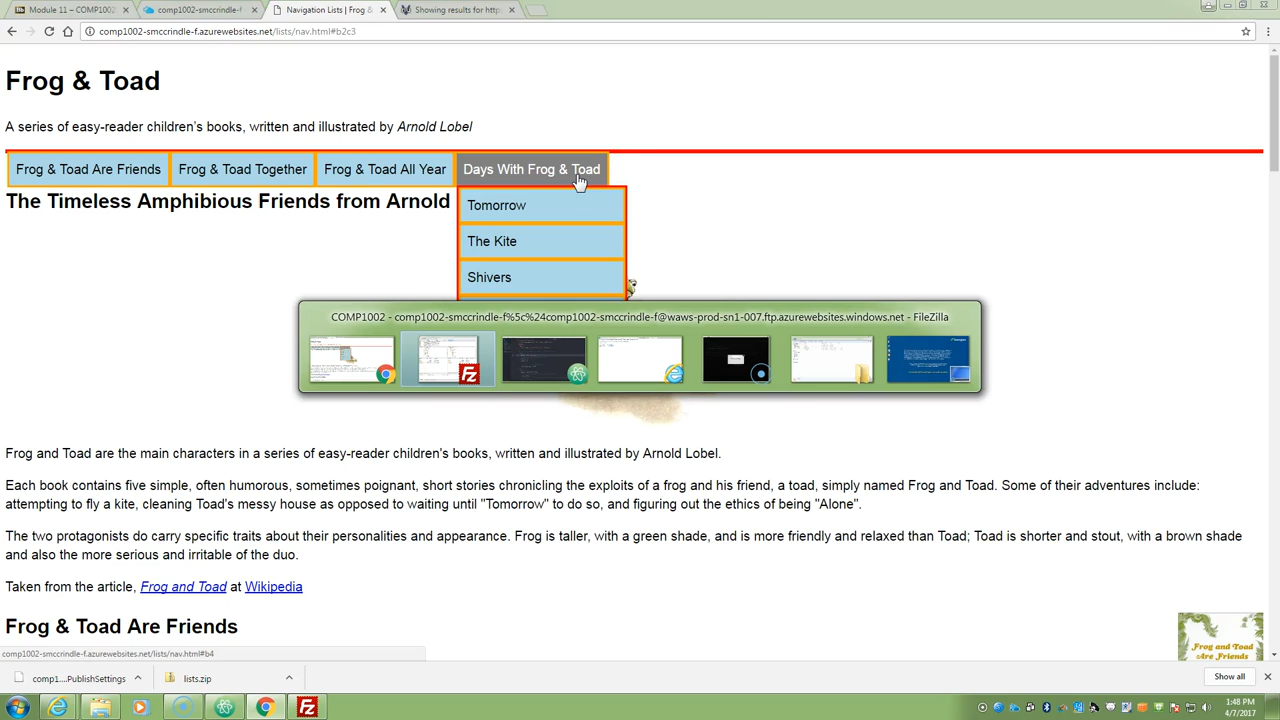 Module 11 – COMP100
comp1002-smccrindle-f
Navigation Lists | Frog &
Showing results for http
comp1002-smccrindle-f.azurewebsites.net/lists/nav.html#b2c3
Frog & Toad
A series of easy-reader children's books, written and illustrated by Arnold Lobel
Frog & Toad Are Friends
Frog & Toad Together
Frog & Toad All Year
Days With Frog & Toad
The Timeless Amphibious Friends from Arnold
Tomorrow
The Kite
Shivers
COMP1002 - comp1002-smccrindle-f%5c%24comp1002-smccrindle-f@waws-prod-sn1-007.ftp.azurewebsites.windows.net - FileZilla
Frog and Toad are the main characters in a series of easy-reader children's books, written and illustrated by Arnold Lobel.
Each book contains five simple, often humorous, sometimes poignant, short stories chronicling the exploits of a frog and his friend, a toad, simply named Frog and Toad. Some of their adventures include:
attempting to fly a kite, cleaning Toad's messy house as opposed to waiting until "Tomorrow" to do so, and figuring out the ethics of being "Alone".
The two protagonists do carry specific traits about their personalities and appearance. Frog is taller, with a green shade, and is more friendly and relaxed than Toad; Toad is shorter and stout, with a brown shade
and also the more serious and irritable of the duo.
Taken from the article, Frog and Toad at Wikipedia
Frog & Toad Are Friends
Frog and Toad
Are Friends
comp1002-smccrindle-f.azurewebsites.net/lists/nav.html#b4
comp1....PublishSettings
lists.zip
Show all
1:48 PM
4/7/2017